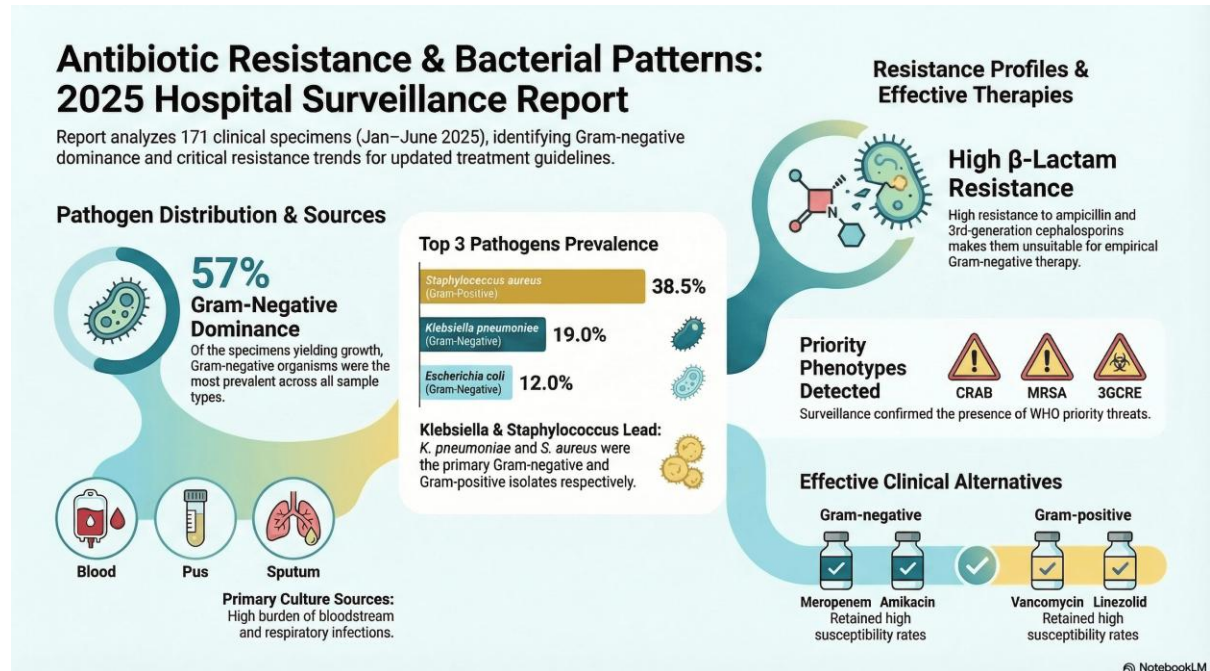 Antibiotic Resistance & Bacterial Patterns:
2025 Hospital Surveillance Report
Report analyzes 171 clinical specimens (Jan–June 2025), identifying Gram-negative
dominance and critical resistance trends for updated treatment guidelines.
Pathogen Distribution & Sources
57%
Gram-Negative
Dominance
Of the specimens yielding growth,
Gram-negative organisms were the
most prevalent across all sample
types.
Blood
Pus
Sputum
Primary Culture Sources:
High burden of bloodstream
and respiratory infections.
Top 3 Pathogens Prevalence
Staphyloceccus aureus
(Gram-Positive)
38.5%
Klebsiella pneumoniee
(Gram-Negative)
19.0%
Escherichia coli
(Gram-Negative)
12.0%
Klebsiella & Staphylococcus Lead:
K. pneumoniae and S. aureus were
the primary Gram-negative and
Gram-positive isolates respectively.
Resistance Profiles &
Effective Therapies
N
High β-Lactam
Resistance
High resistance to ampicillin and
3rd-generation cephalosporins
makes them unsuitable for empirical
Gram-negative therapy.
Priority
Phenotypes
Detected
CRAB
MRSA
3GCRE
Surveillance confirmed the presence of WHO priority threats.
Effective Clinical Alternatives
Gram-negative
Meropenem Amikacin
Retained high
susceptibility rates
Gram-positive
Vancomycin Linezolid
Retained high
susceptibility rates
NotebookLM